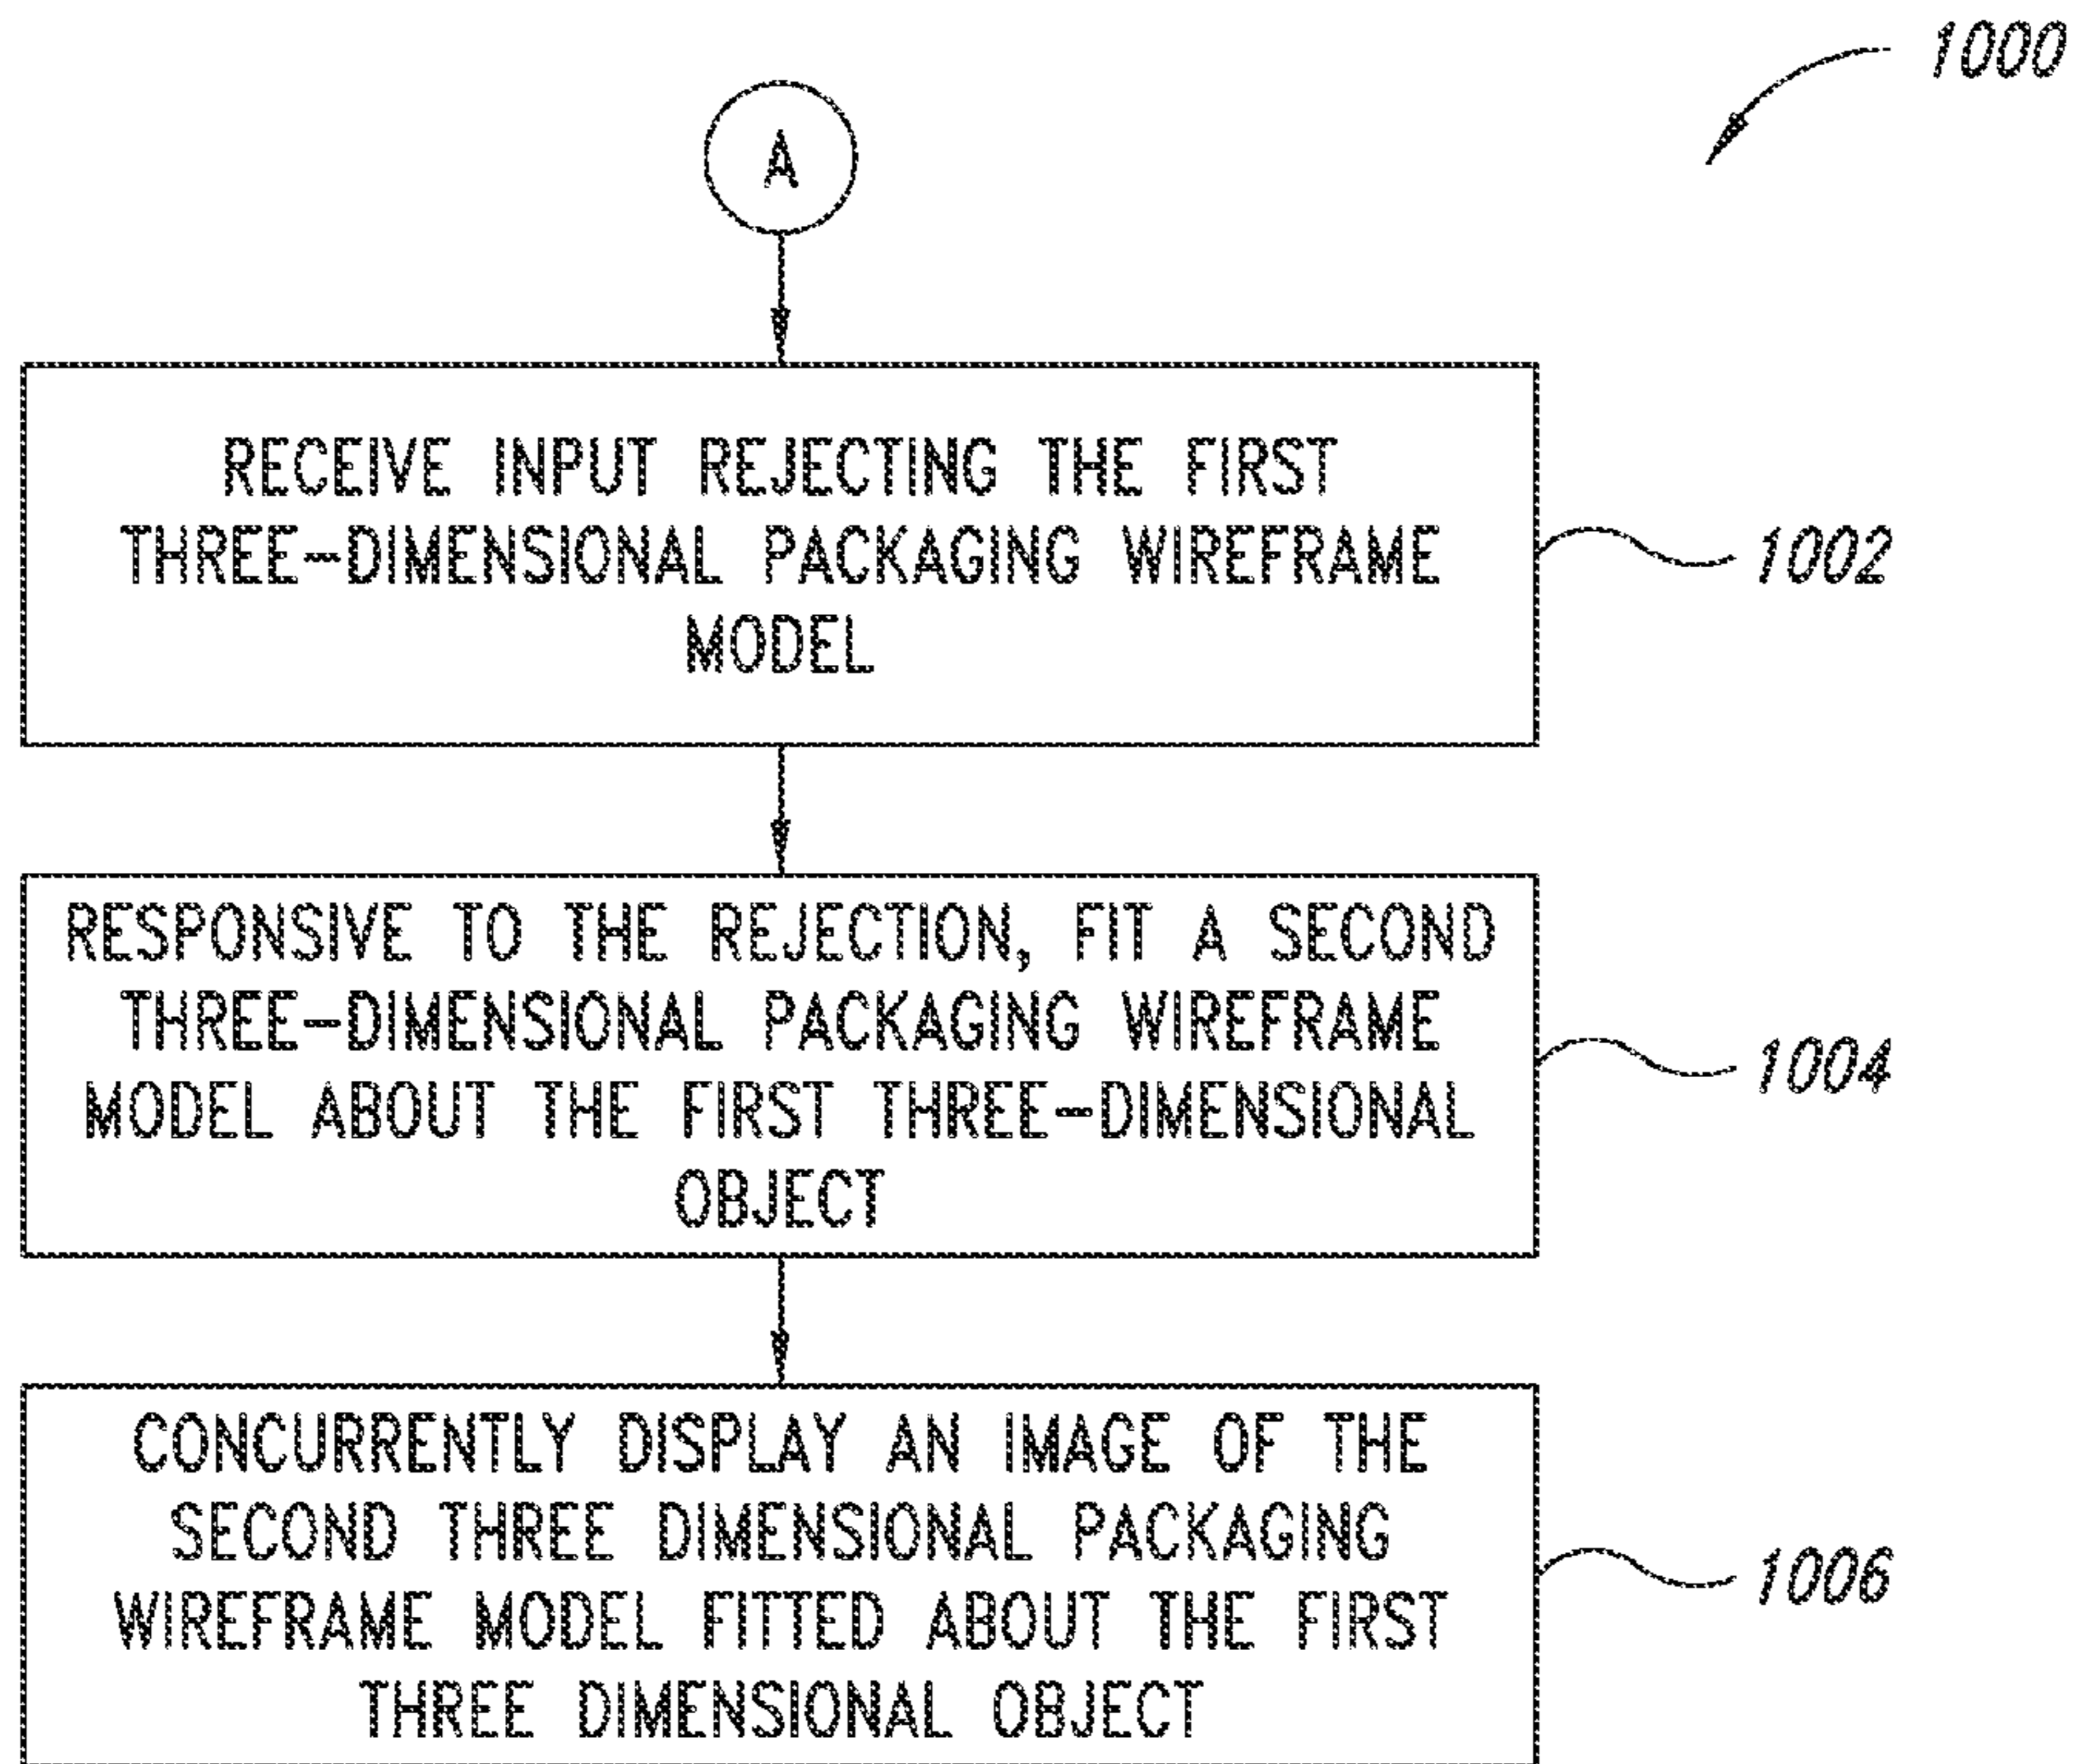 1000
A
RECEIVE INPUT REJECTING THE FIRST
THREE-DIMENSIONAL PACKAGING WIREFRAME
MODEL
1002
RESPONSIVE TO THE REJECTION, FIT A SECOND
THREE-DIMENSIONAL PACKAGING WIREFRAME
MODEL ABOUT THE FIRST THREE-DIMENSIONAL
OBJECT
1004
CONCURRENTLY DISPLAY AN IMAGE OF THE
SECOND THREE DIMENSIONAL PACKAGING
WIREFRAME MODEL FITTED ABOUT THE FIRST
THREE DIMENSIONAL OBJECT
1006